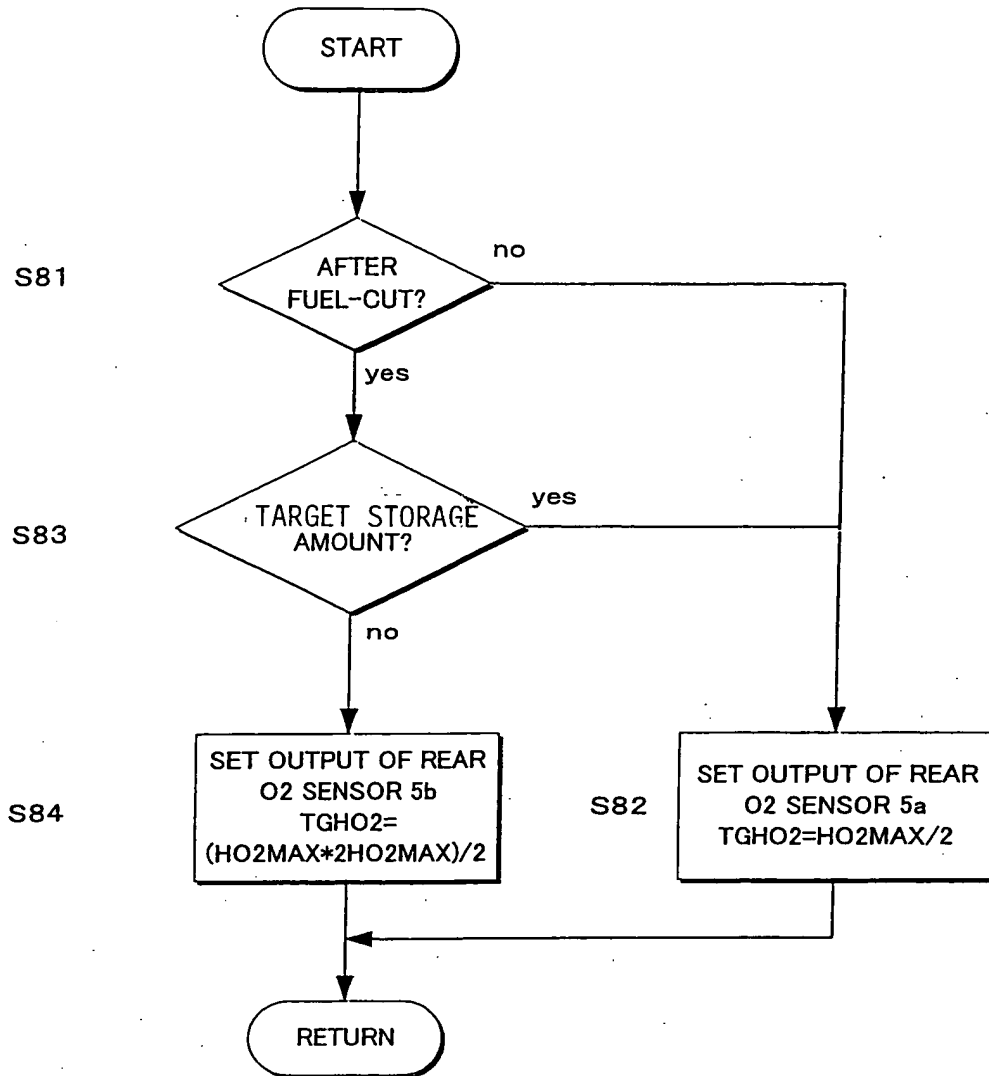 START
S81
AFTER
FUEL-CUT?
no
yes
S83
TARGET STORAGE
AMOUNT?
yes
no
S84
SET OUTPUT OF REAR
O2 SENSOR 5b
TGHO2=
(HO2MAX*2HO2MAX)/2
S82
SET OUTPUT OF REAR
O2 SENSOR 5a
TGHO2=HO2MAX/2
RETURN